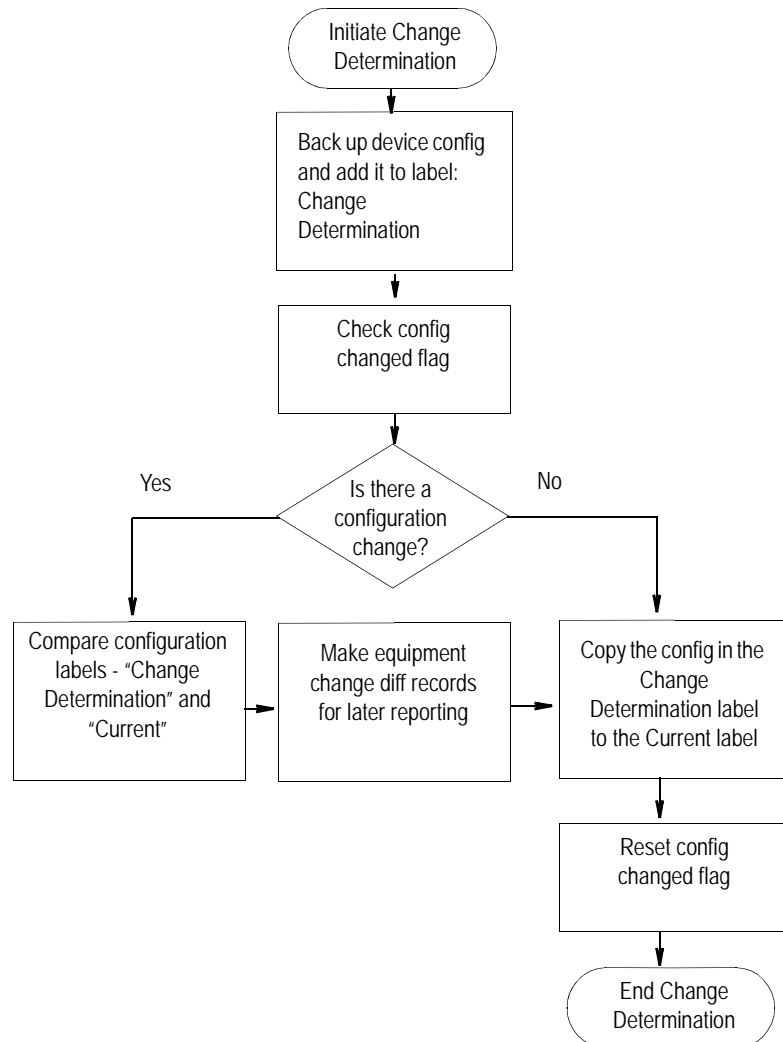 Initiate Change
Determination
Back up device config
and add it to label:
Change
Determination
Check config
changed flag
Yes
Is there a
configuration
change?
No
Compare configuration
labels - “Change
Determination” and
“Current”
Make equipment
change diff records
for later reporting
Copy the config in the
Change
Determination label
to the Current label
Reset config
changed flag
End Change
Determination